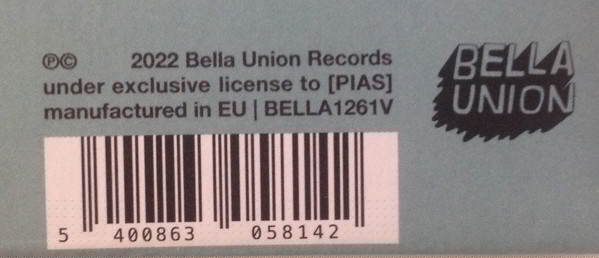 ℗© 2022 Bella Union Records
under exclusive license to [PIAS]
manufactured in EU | BELLA1261V
BELLA
UNION
5 400863 058142